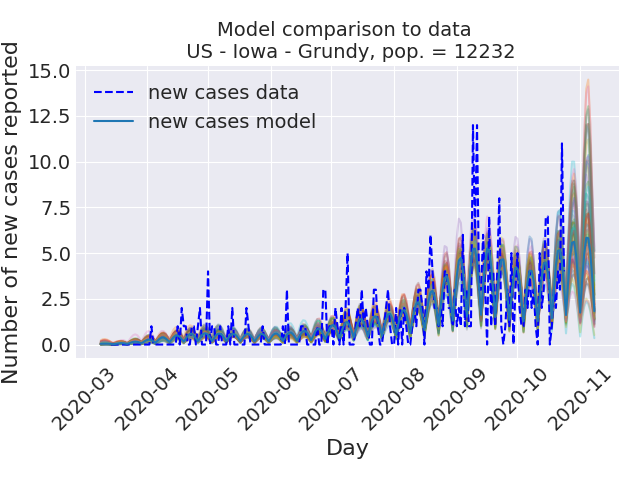 Model comparison to data
US - Iowa - Grundy, pop. = 12232
Number of new cases reported
15.0
12.5
10.0
7.5
5.0
2.5
0.0
new cases data
new cases model
2020-03
2020-04
2020-05
2020-06
2020-07
2020-08
2020-09
2020-10
2020-11
Day